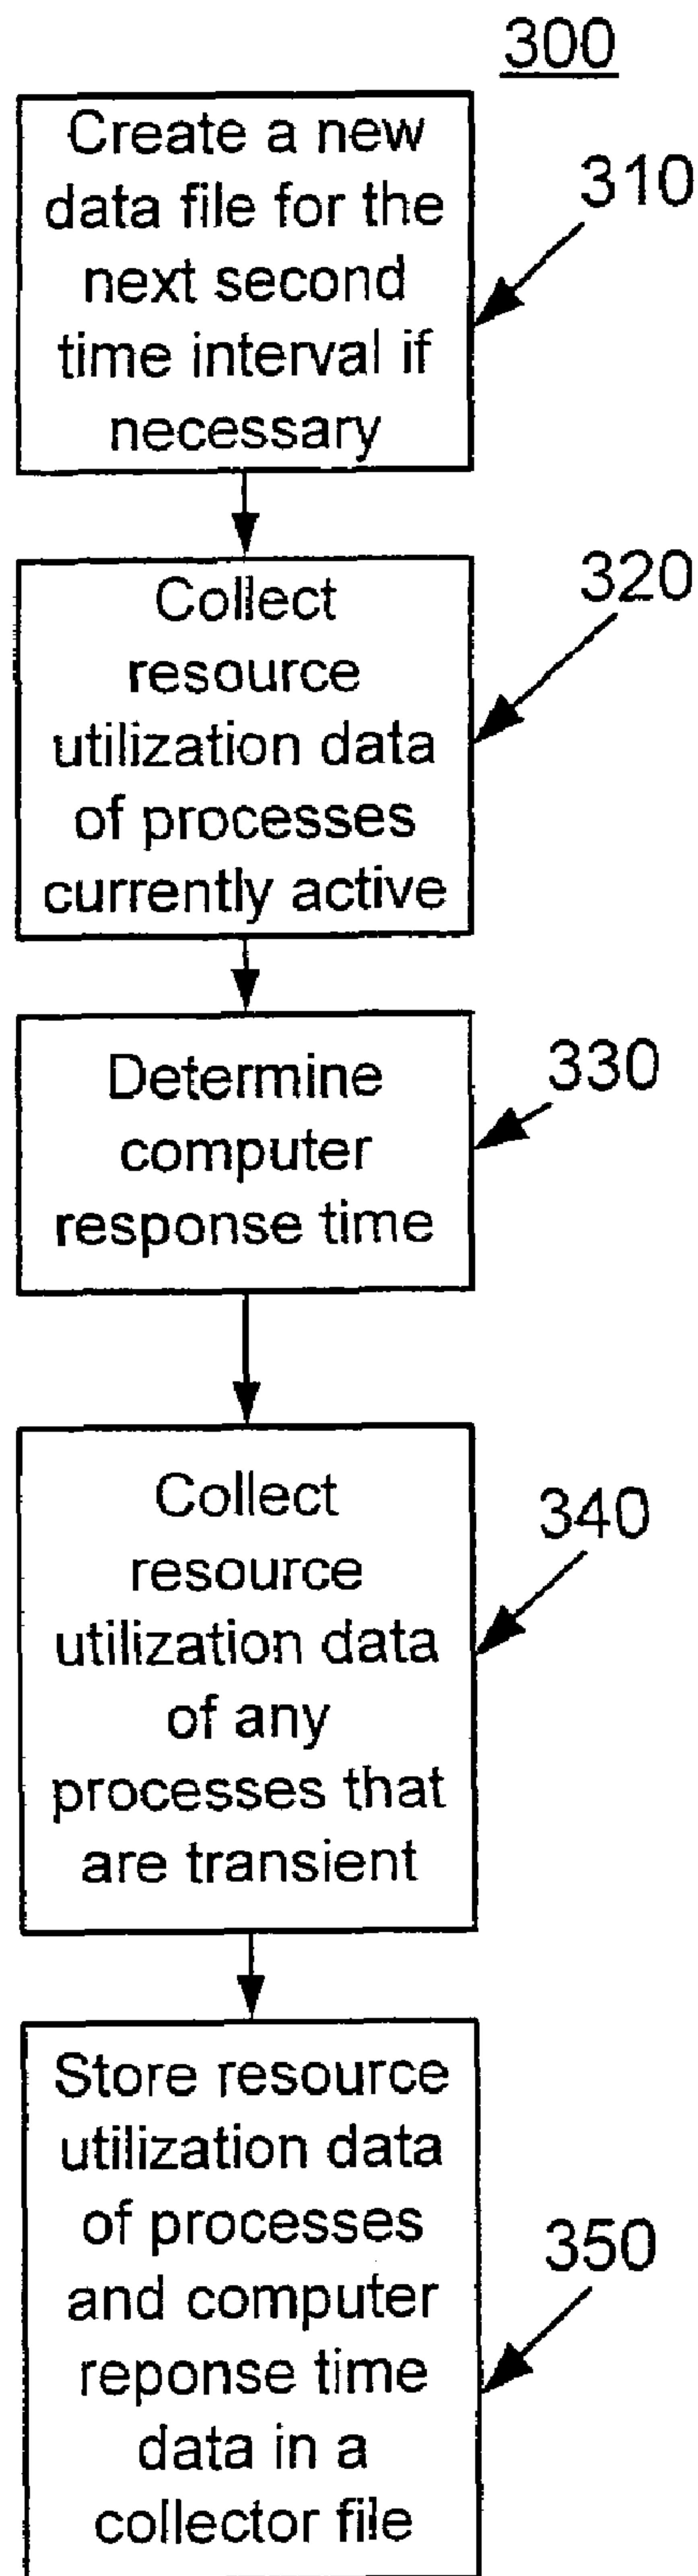 300
Create a new
data file for the
next second
time interval if
necessary
310
Collect
resource
utilization data
of processes
currently active
320
Determine
computer
response time
330
Collect
resource
utilization data
of any
processes that
are transient
340
Store resource
utilization data
of processes
and computer
reponse time
data in a
collector file
350